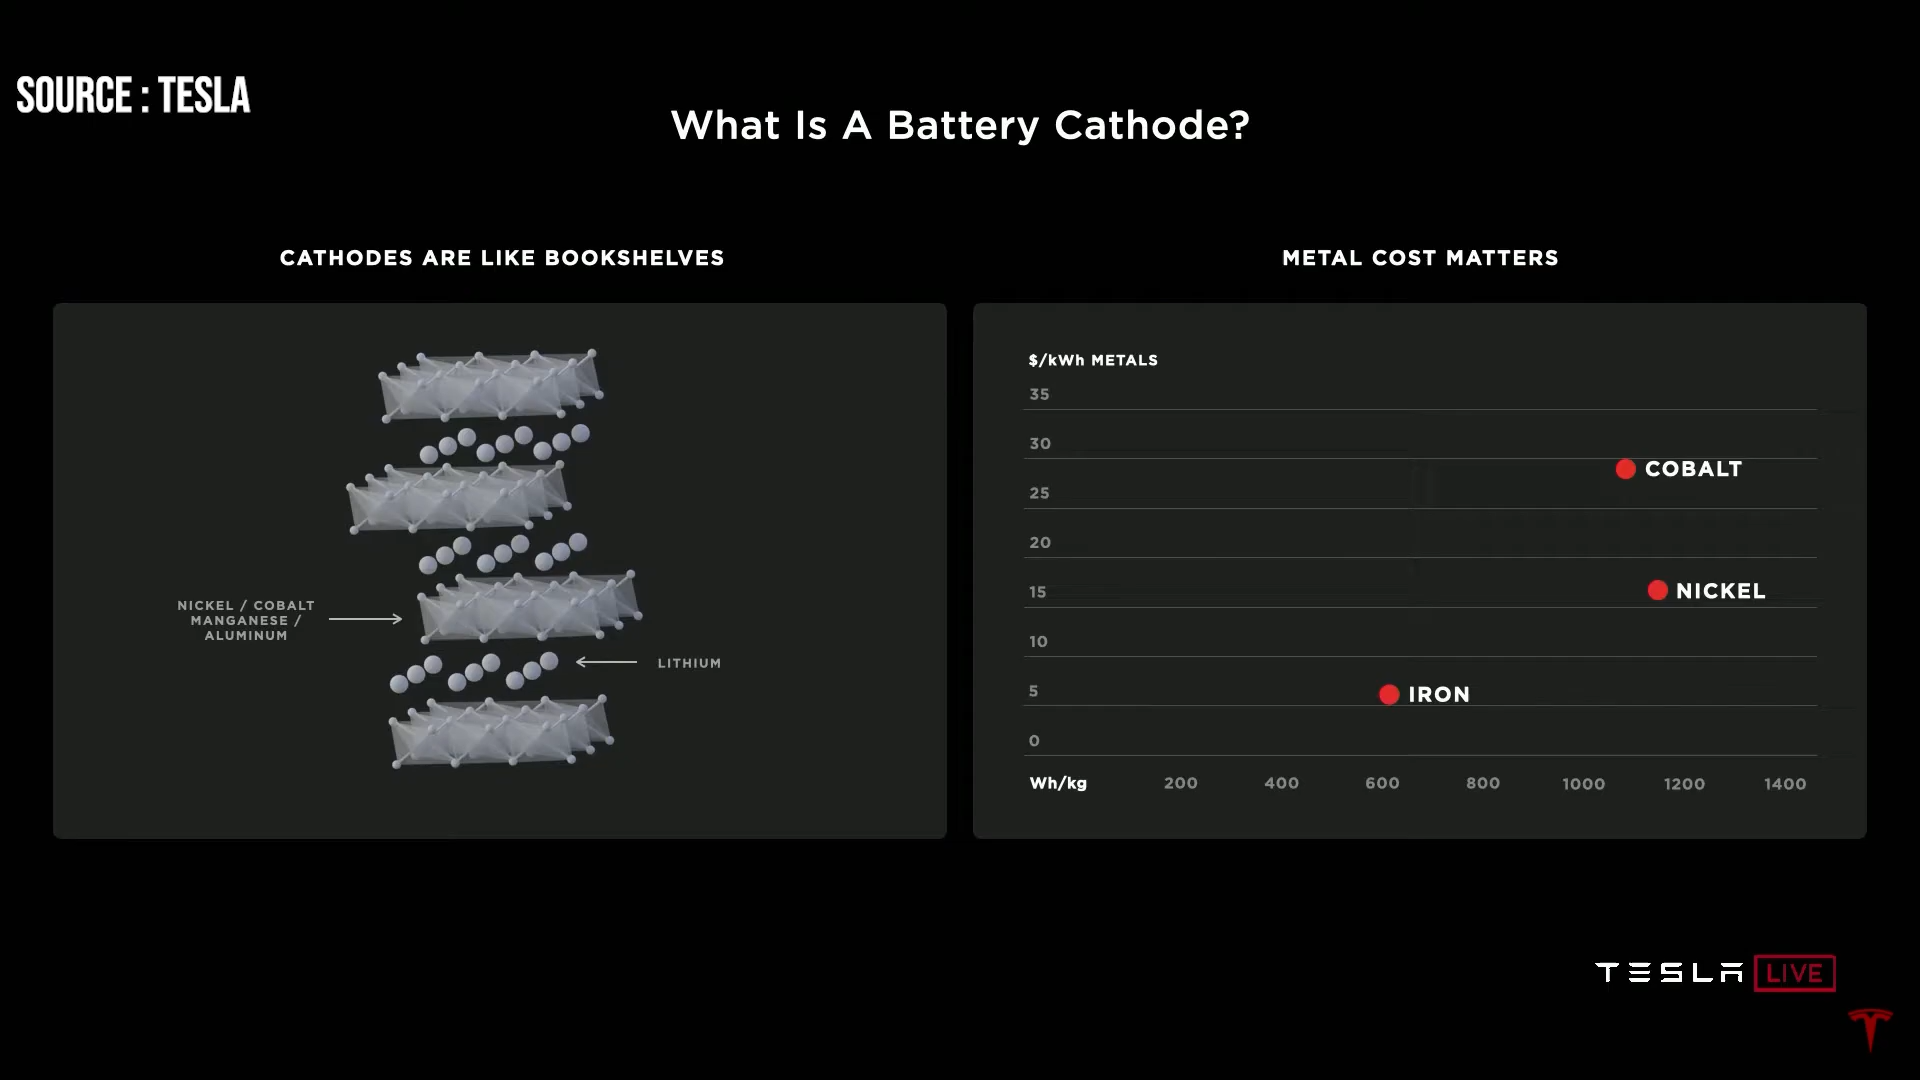 SOURCE : TESLA
What Is A Battery Cathode?
CATHODES ARE LIKE BOOKSHELVES
NICKEL / COBALT
MANGANESE /
ALUMINUM
LITHIUM
METAL COST MATTERS
$/kWh METALS
35
30
COBALT
25
20
15
NICKEL
10
5
IRON
0
Wh/kg 200 400 600 800 1000 1200 1400
TESLA LIVE